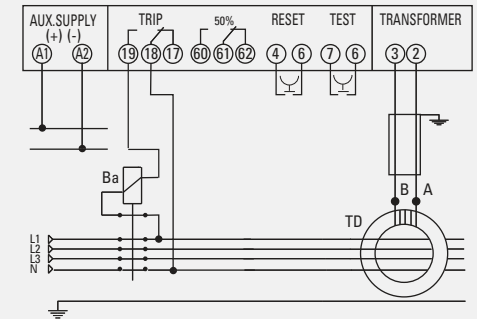 AUX.SUPPLY TRIP 50% RESET TEST TRANSFORMER
(+) (-)
A1 A2 19 18 17 60 61 62 4 6 7 6 3 2
Ba
B A
TD
L1
L2
L3
N